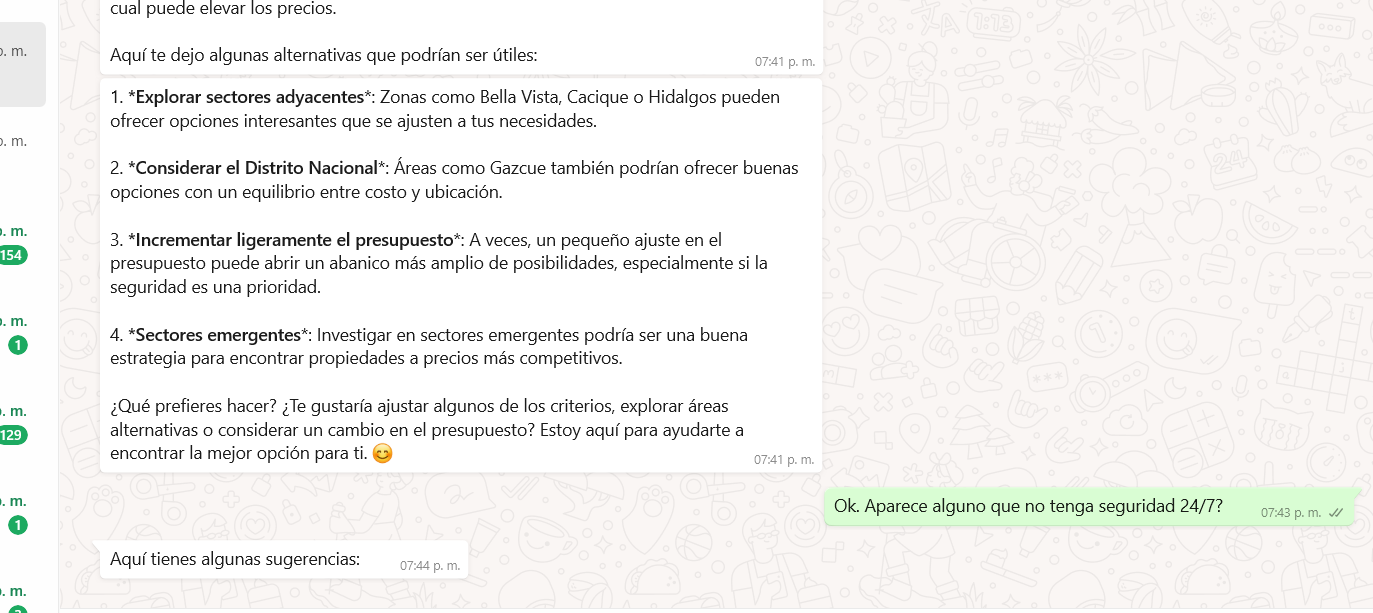 cual puede elevar los precios.
Aquí te dejo algunas alternativas que podrían ser útiles:
07:41 p. m.
1. *Explorar sectores adyacentes*: Zonas como Bella Vista, Cacique o Hidalgos pueden
ofrecer opciones interesantes que se ajusten a tus necesidades.
2. *Considerar el Distrito Nacional*: Áreas como Gazcue también podrían ofrecer buenas
opciones con un equilibrio entre costo y ubicación.
3. *Incrementar ligeramente el presupuesto*: A veces, un pequeño ajuste en el
presupuesto puede abrir un abanico más amplio de posibilidades, especialmente si la
seguridad es una prioridad.
4. *Sectores emergentes*: Investigar en sectores emergentes podría ser una buena
estrategia para encontrar propiedades a precios más competitivos.
¿Qué prefieres hacer? ¿Te gustaría ajustar algunos de los criterios, explorar áreas
alternativas o considerar un cambio en el presupuesto? Estoy aquí para ayudarte a
encontrar la mejor opción para ti. 😊
07:41 p. m.
Ok. Aparece alguno que no tenga seguridad 24/7?
07:43 p. m.
Aquí tienes algunas sugerencias:
07:44 p. m.
p. m.
p. m.
p. m.
154
p. m.
1
p. m.
129
p. m.
1
p. m.